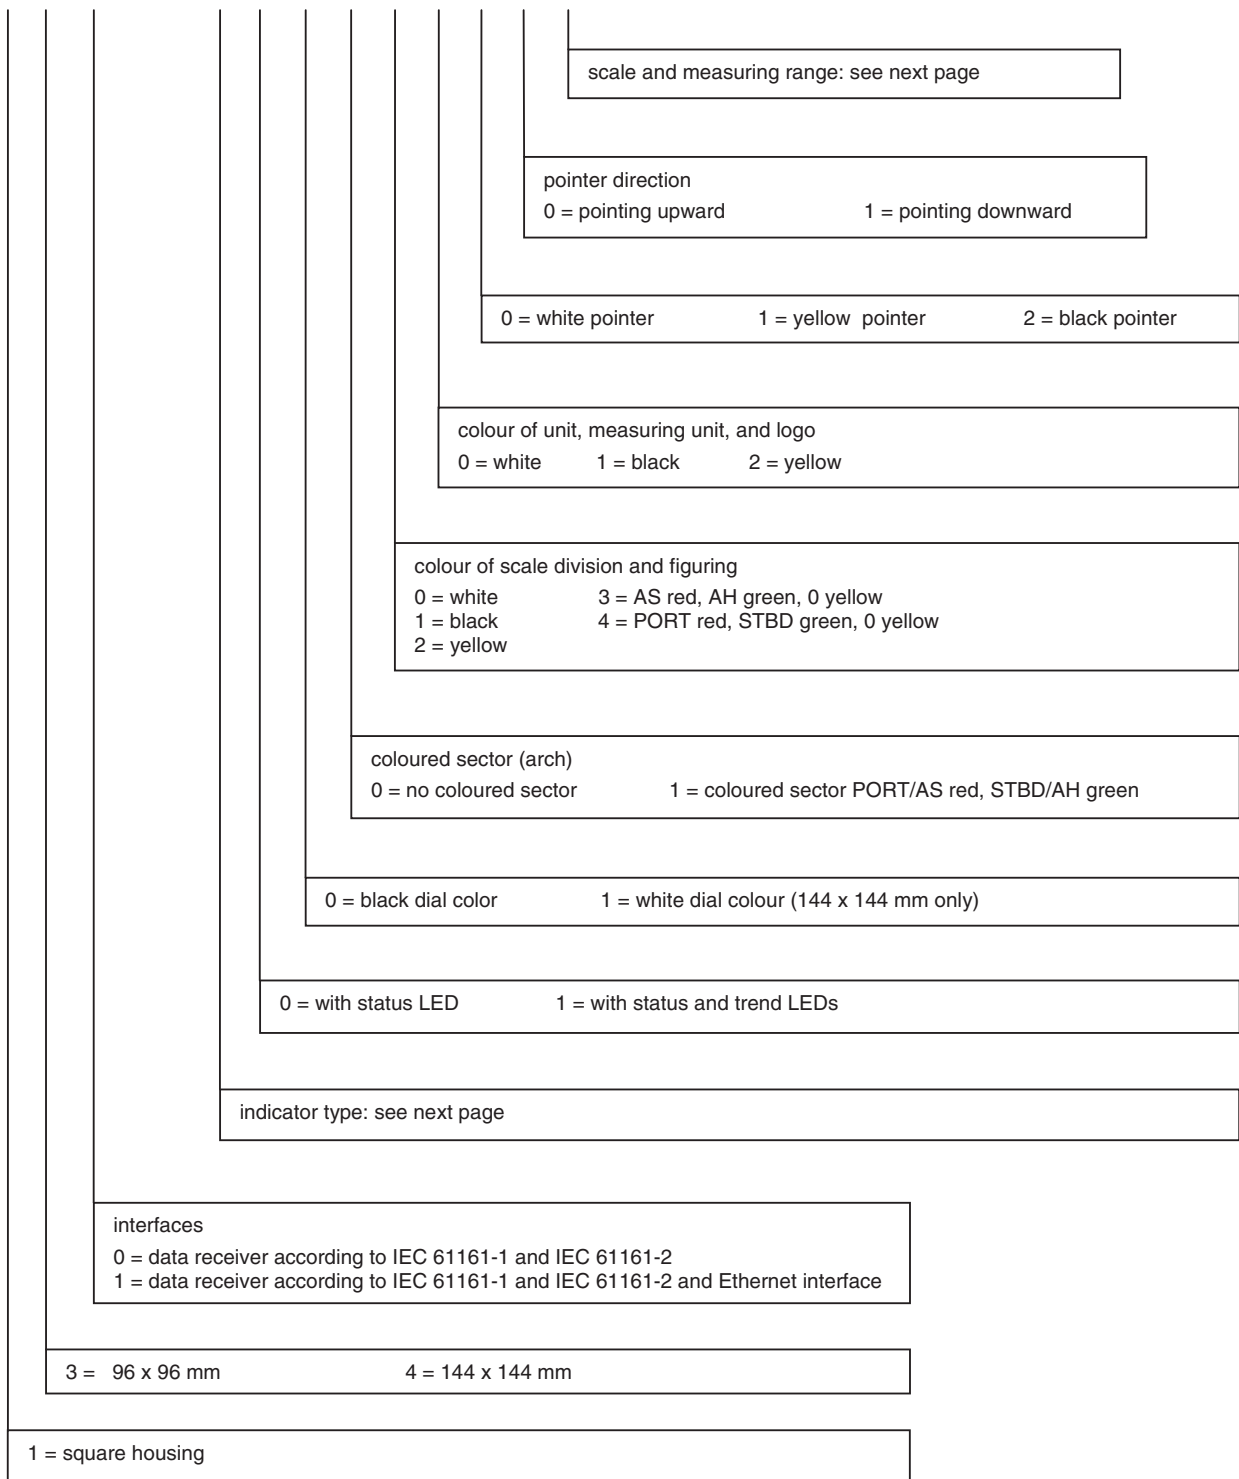 scale and measuring range: see next page
pointer direction
0 = pointing upward 1 = pointing downward
0 = white pointer 1 = yellow pointer 2 = black pointer
colour of unit, measuring unit, and logo
0 = white 1 = black 2 = yellow
colour of scale division and figuring
0 = white 3 = AS red, AH green, 0 yellow
1 = black 4 = PORT red, STBD green, 0 yellow
2 = yellow
coloured sector (arch)
0 = no coloured sector 1 = coloured sector PORT/AS red, STBD/AH green
0 = black dial color 1 = white dial colour (144 x 144 mm only)
0 = with status LED 1 = with status and trend LEDs
indicator type: see next page
interfaces
0 = data receiver according to IEC 61161-1 and IEC 61161-2
1 = data receiver according to IEC 61161-1 and IEC 61161-2 and Ethernet interface
3 = 96 x 96 mm 4 = 144 x 144 mm
1 = square housing